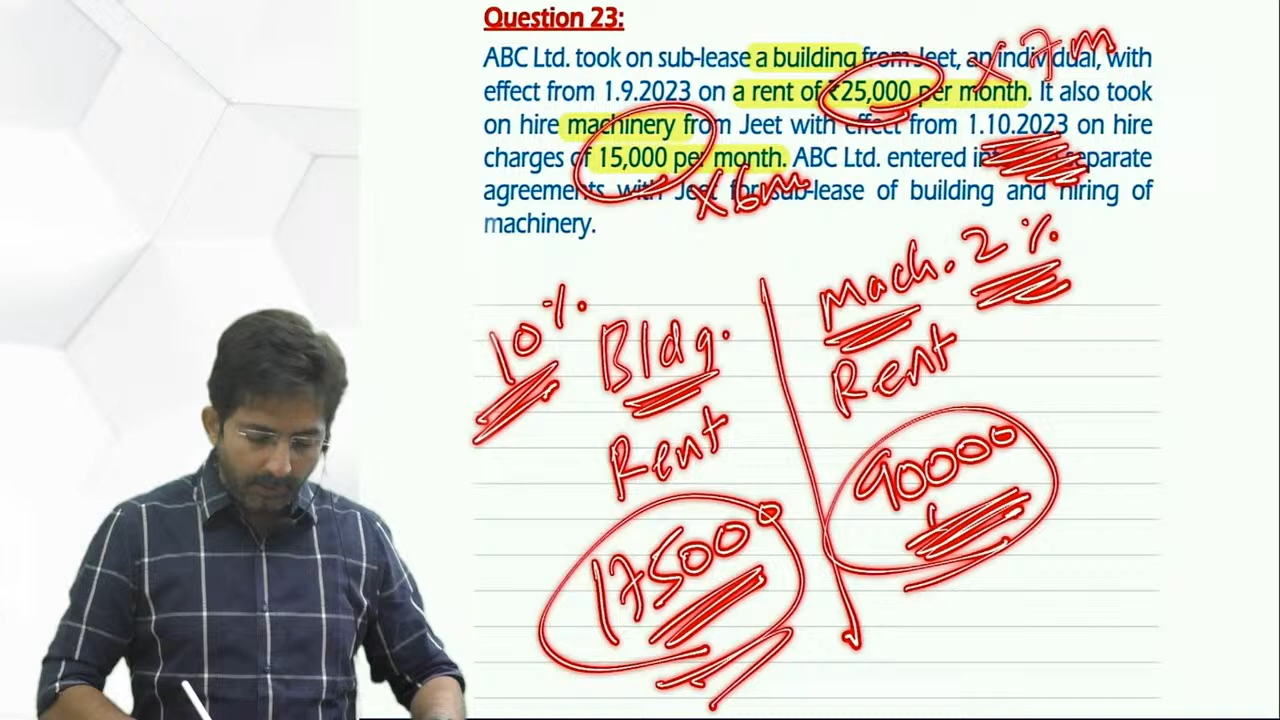 Question 23:
ABC Ltd. took on sub-lease a building from Jeet, an individual, with
effect from 1.9.2023 on a rent of ₹25,000 per month. It also took
on hire machinery from Jeet with effect from 1.10.2023 on hire
charges of 15,000 per month. ABC Ltd. entered separate
agreements with Jeet for sub-lease of building and hiring of
machinery.
x 7m
x 6m
10%
Bldg.
Rent
175000
Mach. 2%
Rent
90000